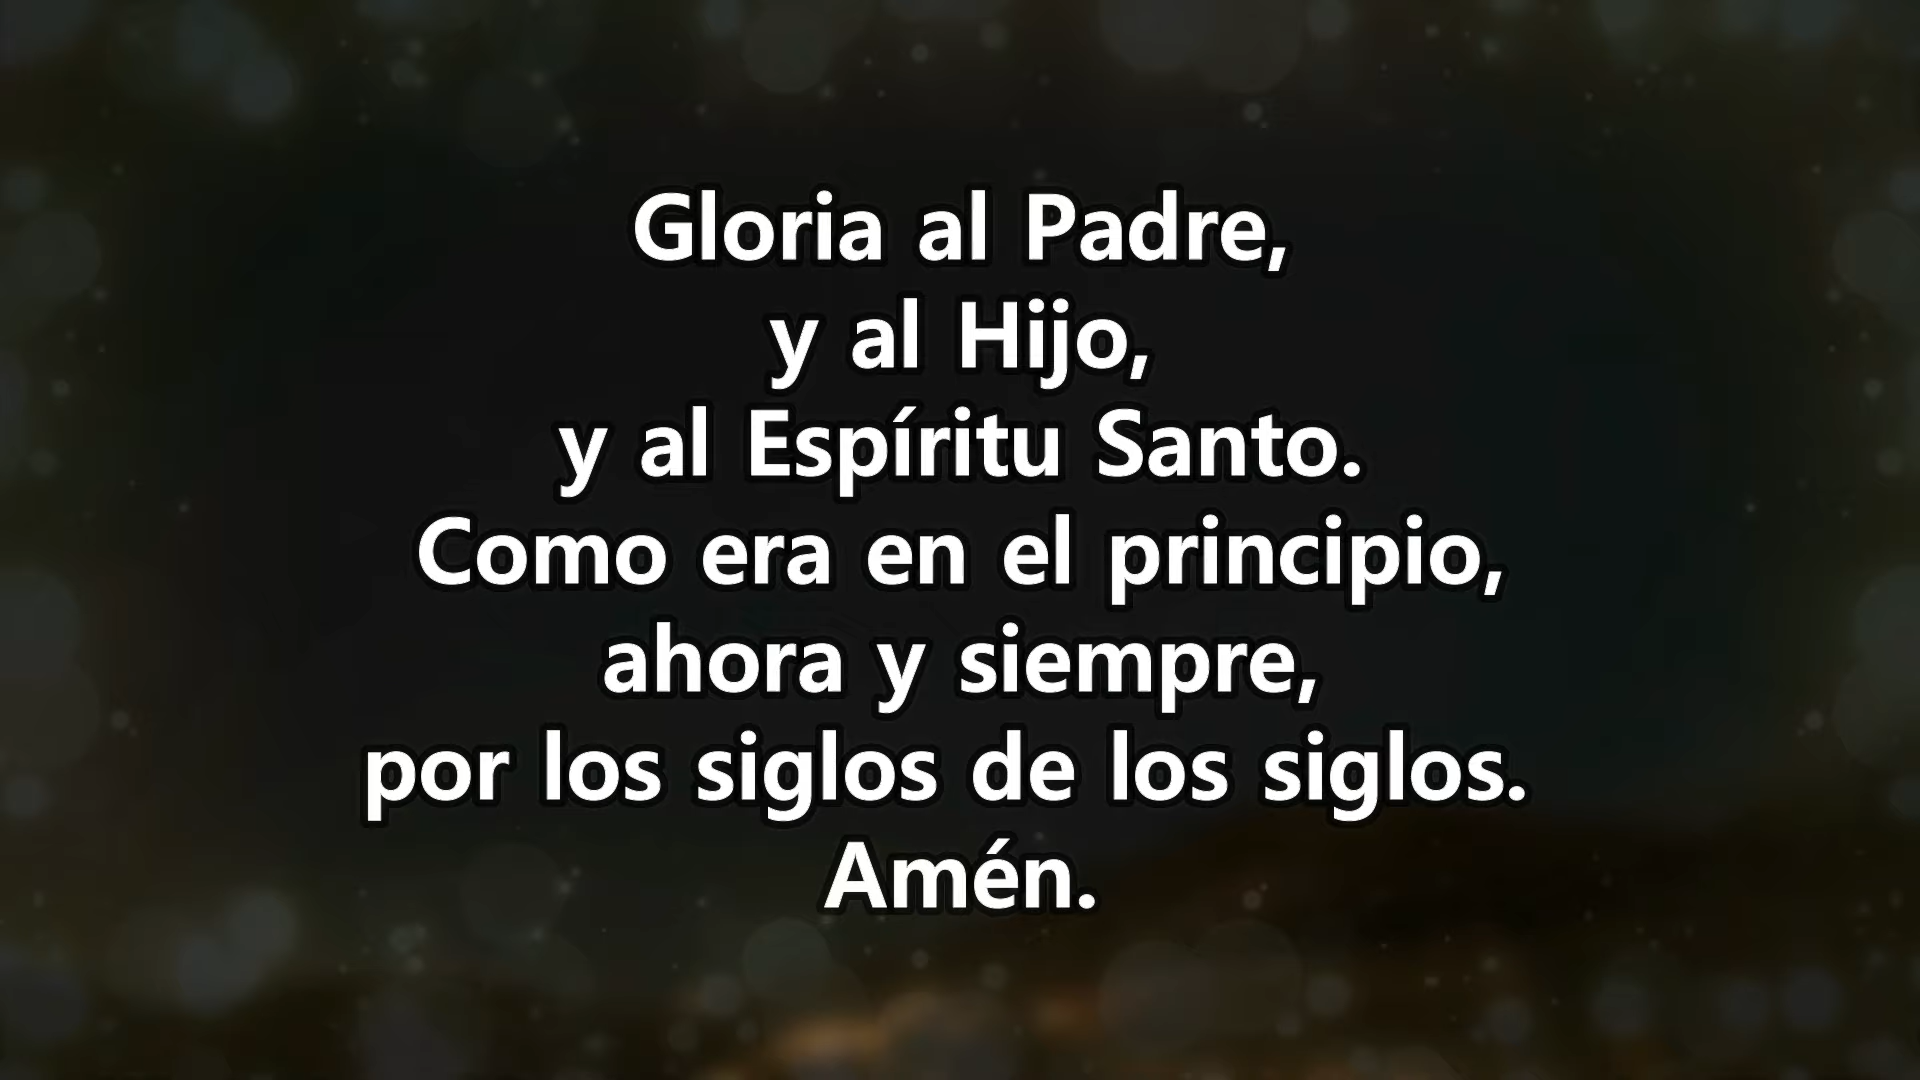 Gloria al Padre,
y al Hijo,
y al Espíritu Santo.
Como era en el principio,
ahora y siempre,
por los siglos de los siglos.
Amén.